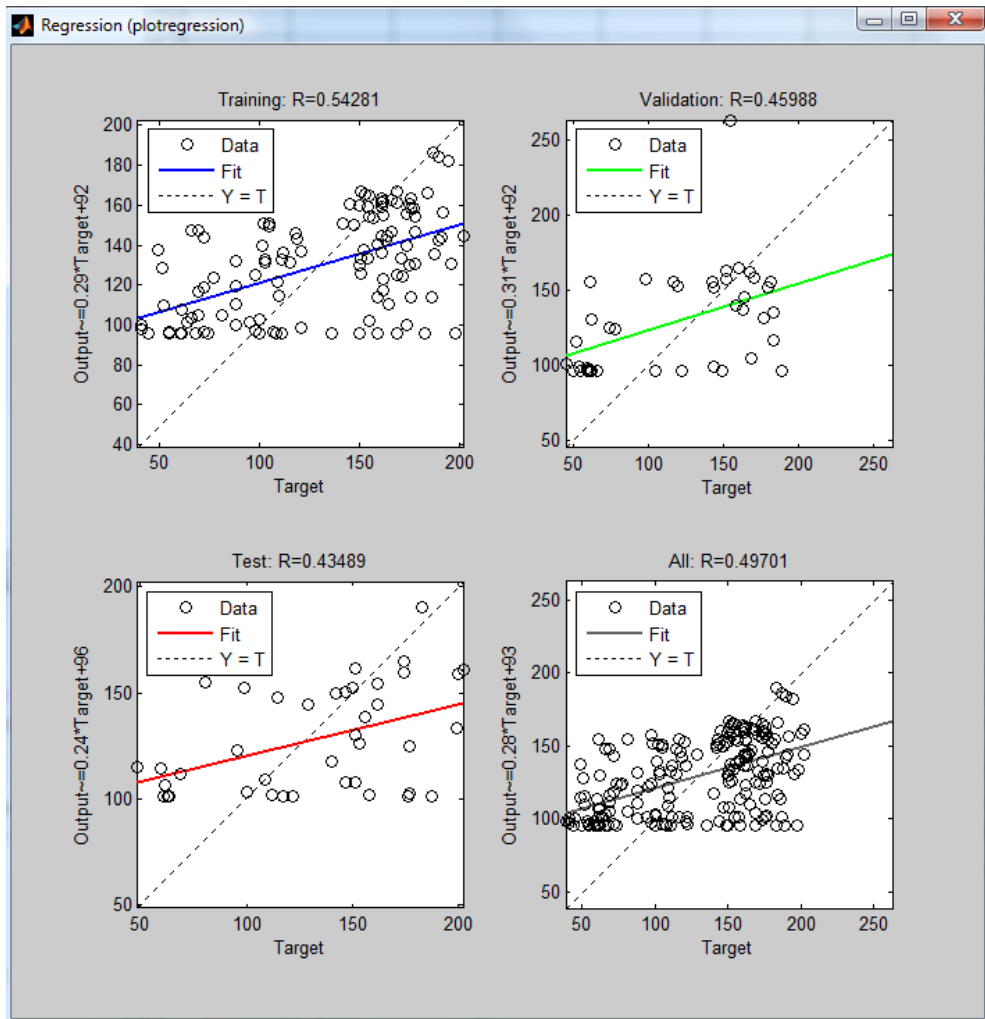 Regression (plotregression)
Training: R=0.54281
Output~=0.29*Target+92
200
180
160
140
120
100
80
60
40
Data
Fit
Y = T
50 100 150 200
Target
Validation: R=0.45988
Output~=0.31*Target+92
250
200
150
100
50
Data
Fit
Y = T
50 100 150 200 250
Target
Test: R=0.43489
Output~=0.24*Target+96
200
150
100
50
Data
Fit
Y = T
50 100 150 200
Target
All: R=0.49701
Output~=0.28*Target+93
250
200
150
100
50
Data
Fit
Y = T
50 100 150 200 250
Target